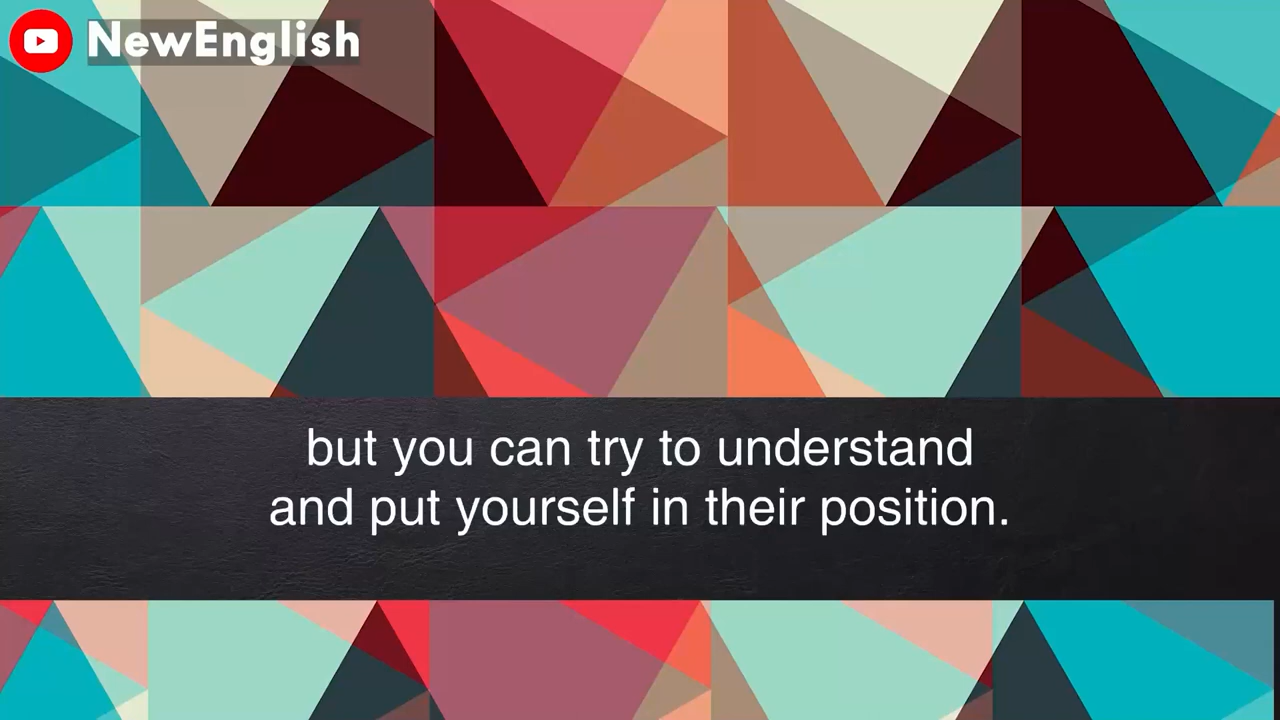 NewEnglish
but you can try to understand
and put yourself in their position.